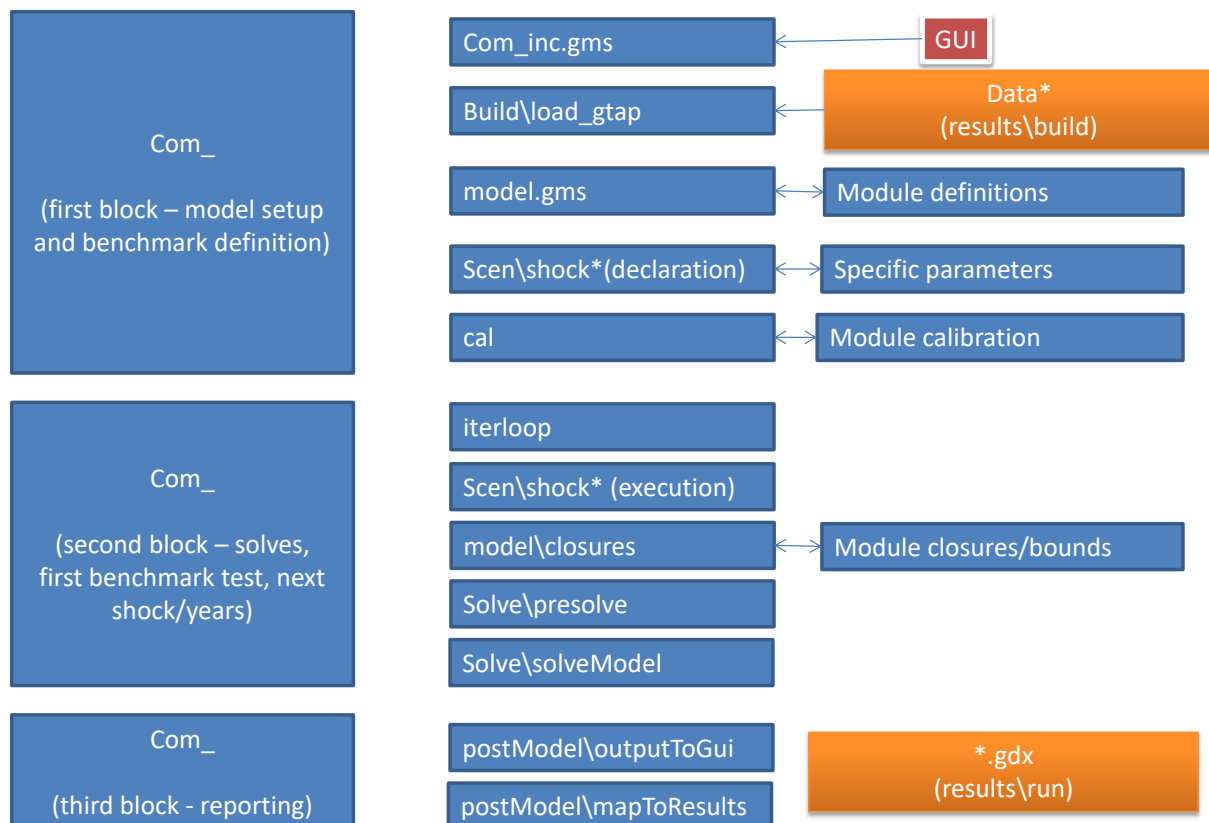 Com_
(first block – model setup
and benchmark definition)
Com_inc.gms
GUI
Build\load_gtap
Data*
(results\build)
model.gms
Module definitions
Scen\shock*(declaration)
Specific parameters
cal
Module calibration
Com_
(second block – solves,
first benchmark test, next
shock/years)
iterloop
Scen\shock* (execution)
model\closures
Module closures/bounds
Solve\presolve
Solve\solveModel
Com_
(third block - reporting)
postModel\outputToGui
postModel\mapToResults
*.gdx
(results\run)